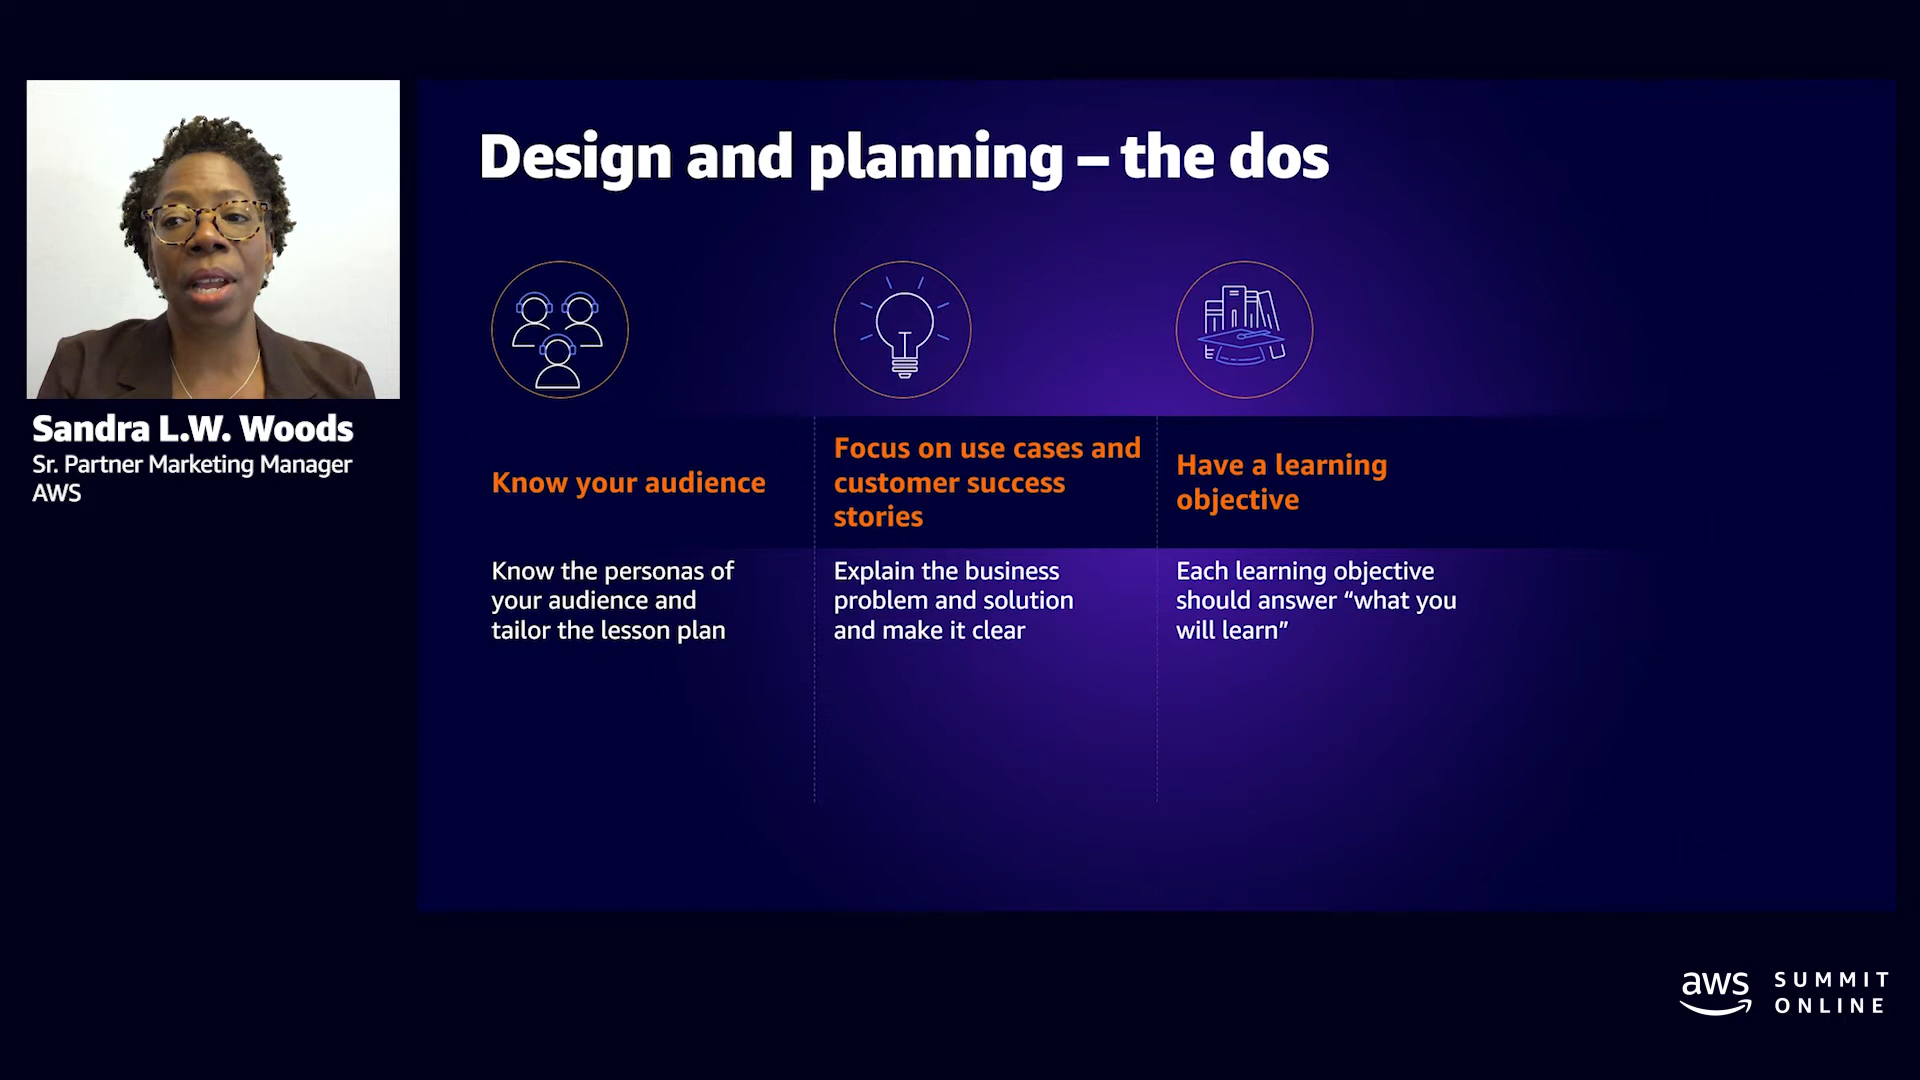 Design and planning – the dos
Sandra L.W. Woods
Sr. Partner Marketing Manager
AWS
Know your audience
Know the personas of
your audience and
tailor the lesson plan
Focus on use cases and
customer success
stories
Explain the business
problem and solution
and make it clear
Have a learning
objective
Each learning objective
should answer “what you
will learn”
aws
SUMMIT
ONLINE